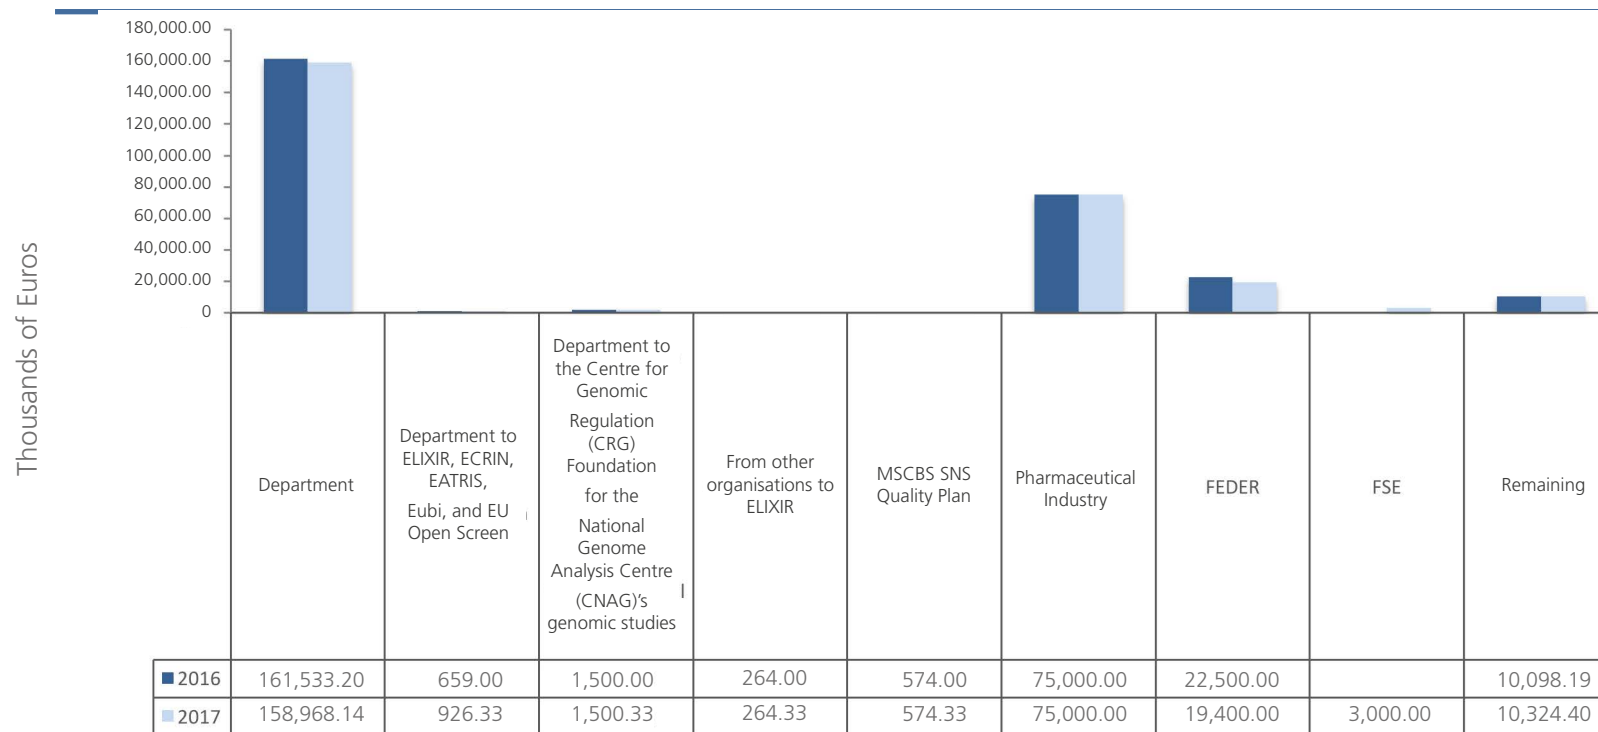 Thousands of Euros
180,000.00
160,000.00
140,000.00
120,000.00
100,000.00
80,000.00
60,000.00
40,000.00
20,000.00
0
Department
Department to
ELIXIR, ECRIN,
EATRIS,
Eubi, and EU
Open Screen
Department to
the Centre for
Genomic
Regulation
(CRG)
Foundation
for the
National
Genome
Analysis Centre
(CNAG)'s
genomic studies
From other
organisations to
ELIXIR
MSCBS SNS
Quality Plan
Pharmaceutical
Industry
FEDER
FSE
Remaining
2016 161,533.20 659.00 1,500.00 264.00 574.00 75,000.00 22,500.00 10,098.19
2017 158,968.14 926.33 1,500.33 264.33 574.33 75,000.00 19,400.00 3,000.00 10,324.40